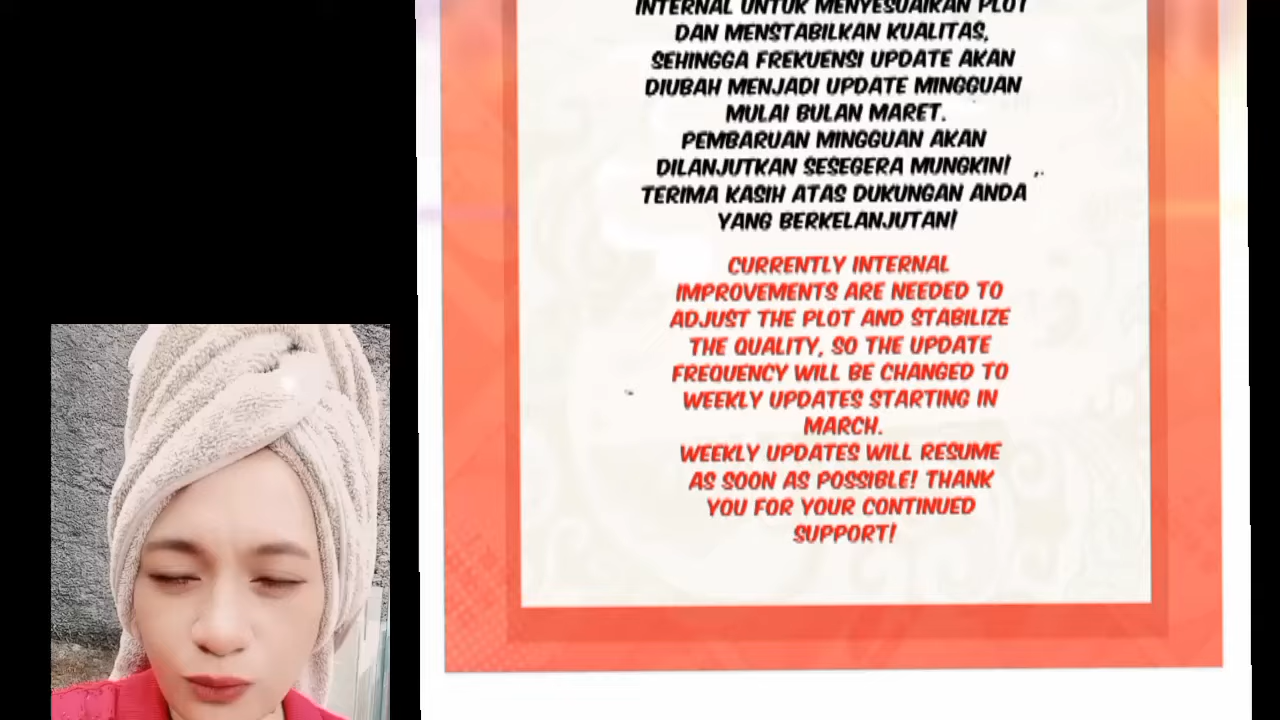 INTERNAL UNTUK MENYESUAIKAN PLOT
DAN MENSTABILKAN KUALITAS,
SEHINGGA FREKUENSI UPDATE AKAN
DIUBAH MENJADI UPDATE MINGGUAN
MULAI BULAN MARET.
PEMBARUAN MINGGUAN AKAN
DILANJUTKAN SESEGERA MUNGKIN!
TERIMA KASIH ATAS DUKUNGAN ANDA
YANG BERKELANJUTAN!
CURRENTLY INTERNAL
IMPROVEMENTS ARE NEEDED TO
ADJUST THE PLOT AND STABILIZE
THE QUALITY, SO THE UPDATE
FREQUENCY WILL BE CHANGED TO
WEEKLY UPDATES STARTING IN
MARCH.
WEEKLY UPDATES WILL RESUME
AS SOON AS POSSIBLE! THANK
YOU FOR YOUR CONTINUED
SUPPORT!